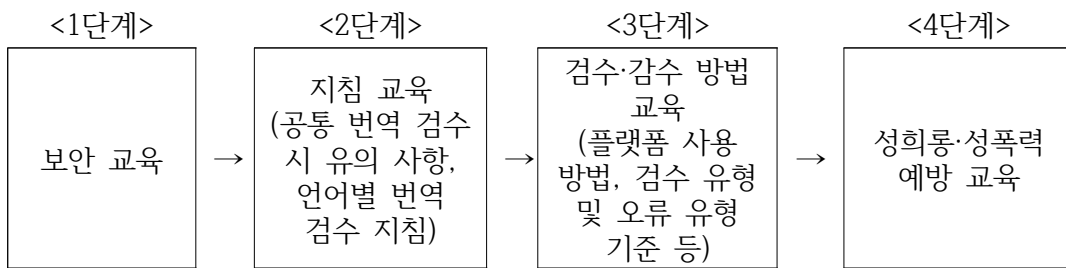 <1단계>
보안 교육
→
<2단계>
지침 교육
(공통 번역 검수
시 유의 사항,
언어별 번역
검수 지침)
→
<3단계>
검수·감수 방법
교육
(플랫폼 사용
방법, 검수 유형
및 오류 유형
기준 등)
→
<4단계>
성희롱·성폭력
예방 교육